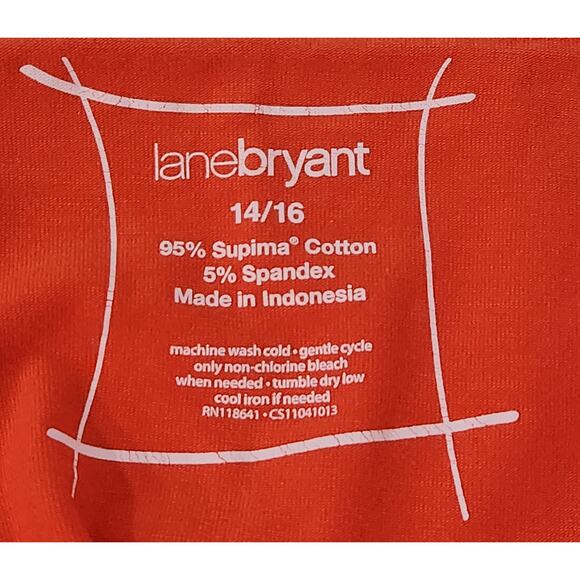 lanebryant
14/16
95% Supima® Cotton
5% Spandex
Made in Indonesia
machine wash cold • gentle cycle
only non-chlorine bleach
when needed • tumble dry low
cool iron if needed
RN118641 • CS11041013